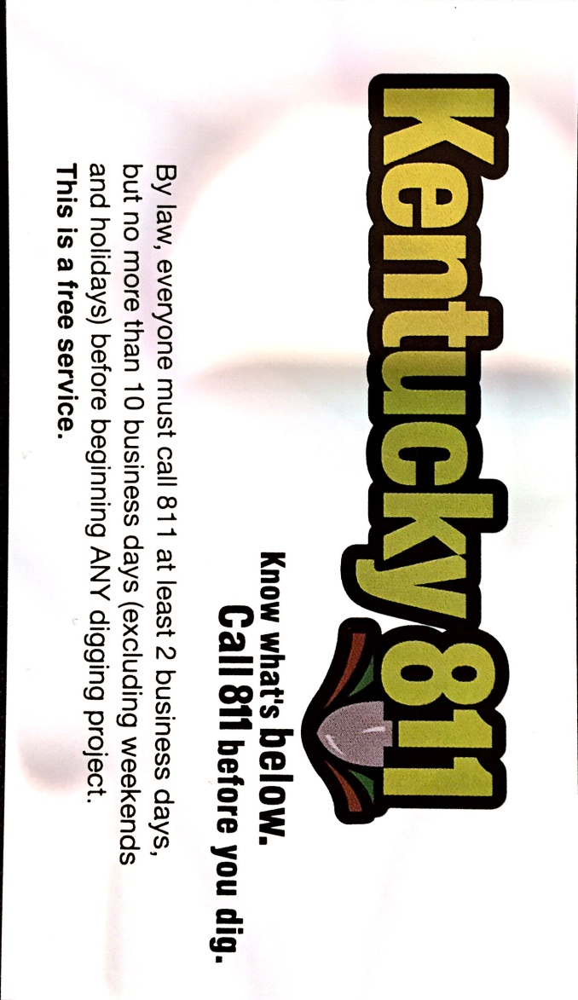 Kentucky 811
Know what's below.
Call 811 before you dig.
By law, everyone must call 811 at least 2 business days,
but no more than 10 business days (excluding weekends
and holidays) before beginning ANY digging project.
This is a free service.